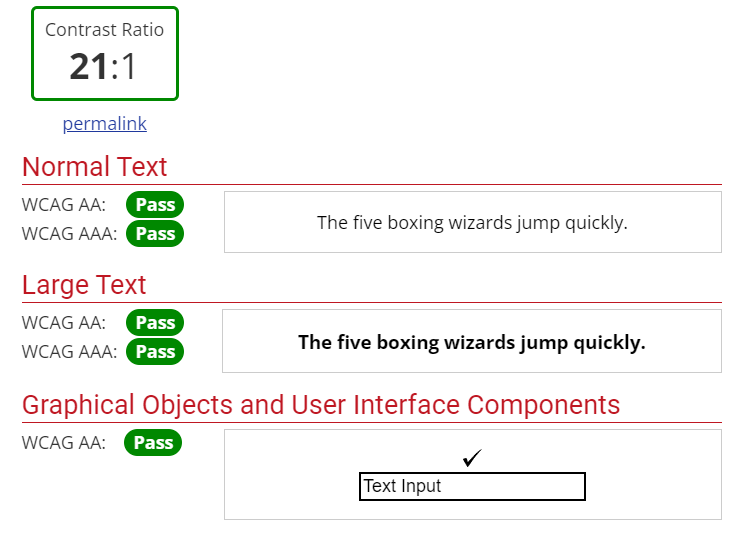 Contrast Ratio
21:1
permalink
Normal Text
WCAG AA: Pass
WCAG AAA: Pass
The five boxing wizards jump quickly.
Large Text
WCAG AA: Pass
WCAG AAA: Pass
The five boxing wizards jump quickly.
Graphical Objects and User Interface Components
WCAG AA: Pass
✓
Text Input